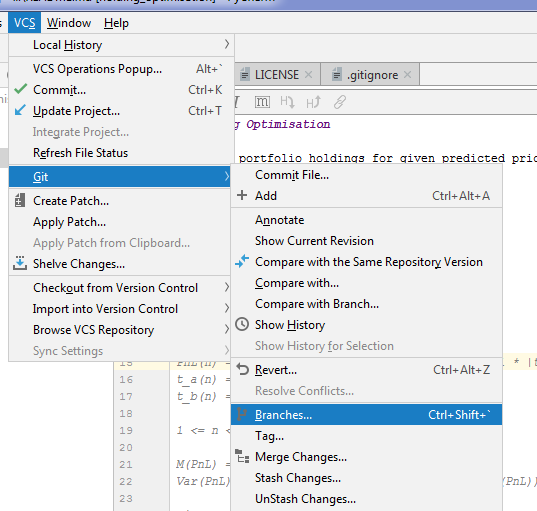 VCS Window Help
Local History
VCS Operations Popup... Alt+`
Commit... Ctrl+K
Update Project... Ctrl+T
Integrate Project...
Refresh File Status
Git
Create Patch...
Apply Patch...
Apply Patch from Clipboard...
Shelve Changes...
Checkout from Version Control
Import into Version Control
Browse VCS Repository
Sync Settings
LICENSE .gitignore
Optimisation
portfolio holdings for given predicted
Commit File...
Add Ctrl+Alt+A
Annotate
Show Current Revision
Compare with the Same Repository Version
Compare with...
Compare with Branch...
Show History
Show History for Selection
Revert... Ctrl+Alt+Z
Resolve Conflicts...
Branches... Ctrl+Shift+`
Tag...
Merge Changes...
Stash Changes...
UnStash Changes...
15 PnL(n) = * |t
16 t_a(n) =
17 t_b(n) =
18
19 1 <= n <
20
21 M(PnL) =
22 Var(PnL) (PnL))
23